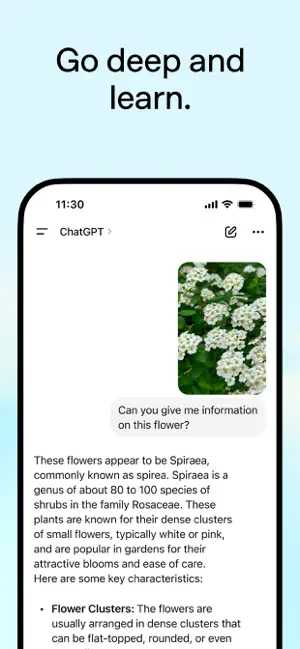 Go deep and
learn.
11:30
ChatGPT
Can you give me information
on this flower?
These flowers appear to be Spiraea,
commonly known as spirea. Spiraea is a
genus of about 80 to 100 species of
shrubs in the family Rosaceae. These
plants are known for their dense clusters
of small flowers, typically white or pink,
and are popular in gardens for their
attractive blooms and ease of care.
Here are some key characteristics:
• Flower Clusters: The flowers are
usually arranged in dense clusters that
can be flat-topped, rounded, or even